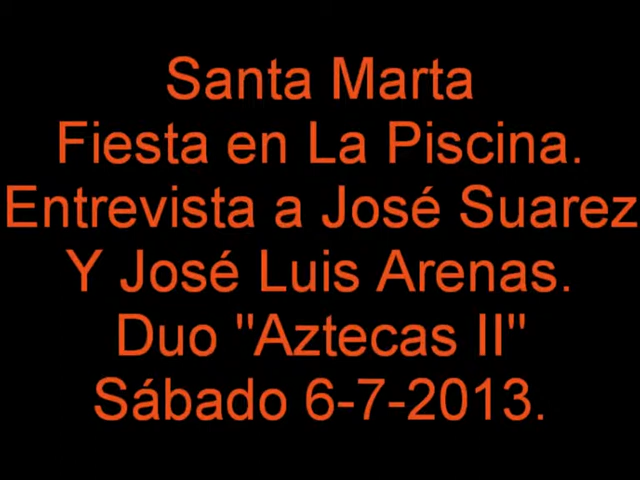 Santa Marta
Fiesta en La Piscina.
Entrevista a José Suarez
Y José Luis Arenas.
Duo "Aztecas II"
Sábado 6-7-2013.